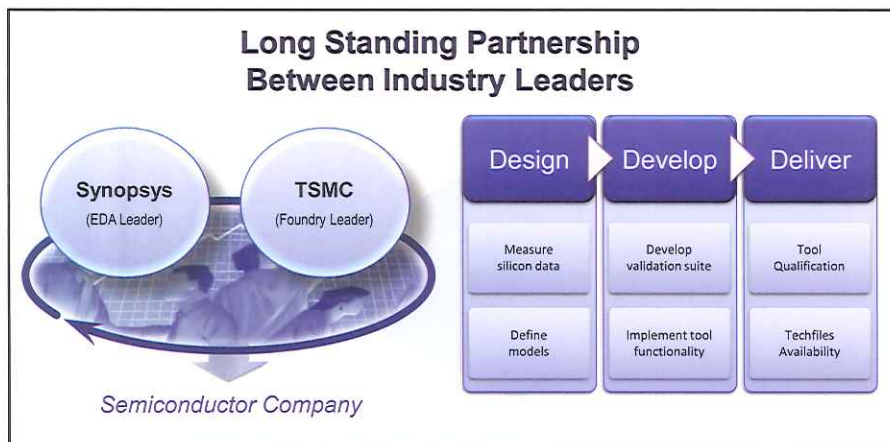 Long Standing Partnership
Between Industry Leaders
Synopsys
(EDA Leader)
TSMC
(Foundry Leader)
Semiconductor Company
Design
Develop
Deliver
Measure
silicon data
Develop
validation suite
Tool
Qualification
Define
models
Implement tool
functionality
Techfiles
Availability